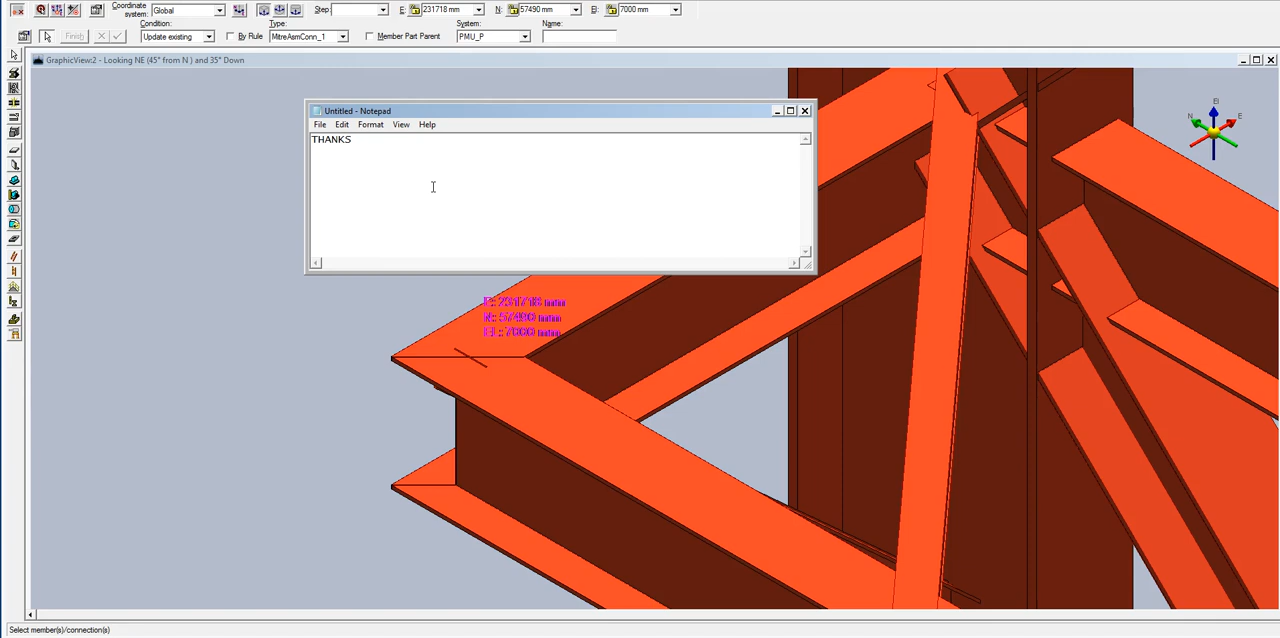 Coordinate system: Global Step: E: 231718 mm N: 57490 mm El: 7000 mm
Condition: Type: System: Name:
Finish Update existing By Rule MitreAsmConn_1 Member Part Parent PMU_P
GraphicView:2 - Looking NE (45° from N ) and 35° Down
Untitled - Notepad
File Edit Format View Help
THANKS
B
N E
E: 231718 mm
N: 57490 mm
EL: 7000 mm
Select member(s)/connection(s)